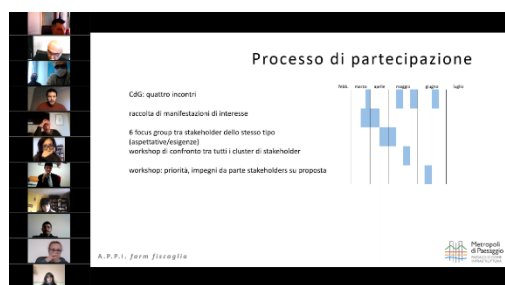 Processo di partecipazione
febb. marzo aprile maggio giugno luglio
CdG: quattro incontri
raccolta di manifestazioni di interesse
6 focus group tra stakeholder dello stesso tipo
(aspettative/esigenze)
workshop di confronto tra tutti i cluster di stakeholder
workshop: priorità, impegni da parte stakeholders su proposta
A.P.P.I. farm fiscaglia
Metropoli
di Paesaggio